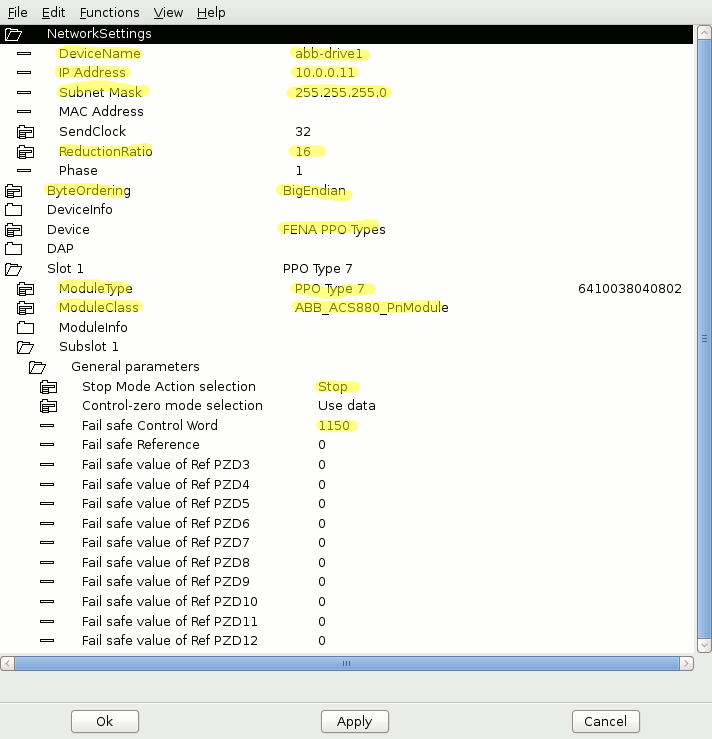 File Edit Functions View Help
NetworkSettings
DeviceName abb-drive1
IP Address 10.0.0.11
Subnet Mask 255.255.255.0
MAC Address
SendClock 32
ReductionRatio 16
Phase 1
ByteOrdering BigEndian
DeviceInfo
Device FENA PPO Types
DAP
Slot 1 PPO Type 7
ModuleType PPO Type 7 6410038040802
ModuleClass ABB_ACS880_PnModule
ModuleInfo
Subslot 1
General parameters
Stop Mode Action selection Stop
Control-zero mode selection Use data
Fail safe Control Word 1150
Fail safe Reference 0
Fail safe value of Ref PZD3 0
Fail safe value of Ref PZD4 0
Fail safe value of Ref PZD5 0
Fail safe value of Ref PZD6 0
Fail safe value of Ref PZD7 0
Fail safe value of Ref PZD8 0
Fail safe value of Ref PZD9 0
Fail safe value of Ref PZD10 0
Fail safe value of Ref PZD11 0
Fail safe value of Ref PZD12 0
Ok Apply Cancel